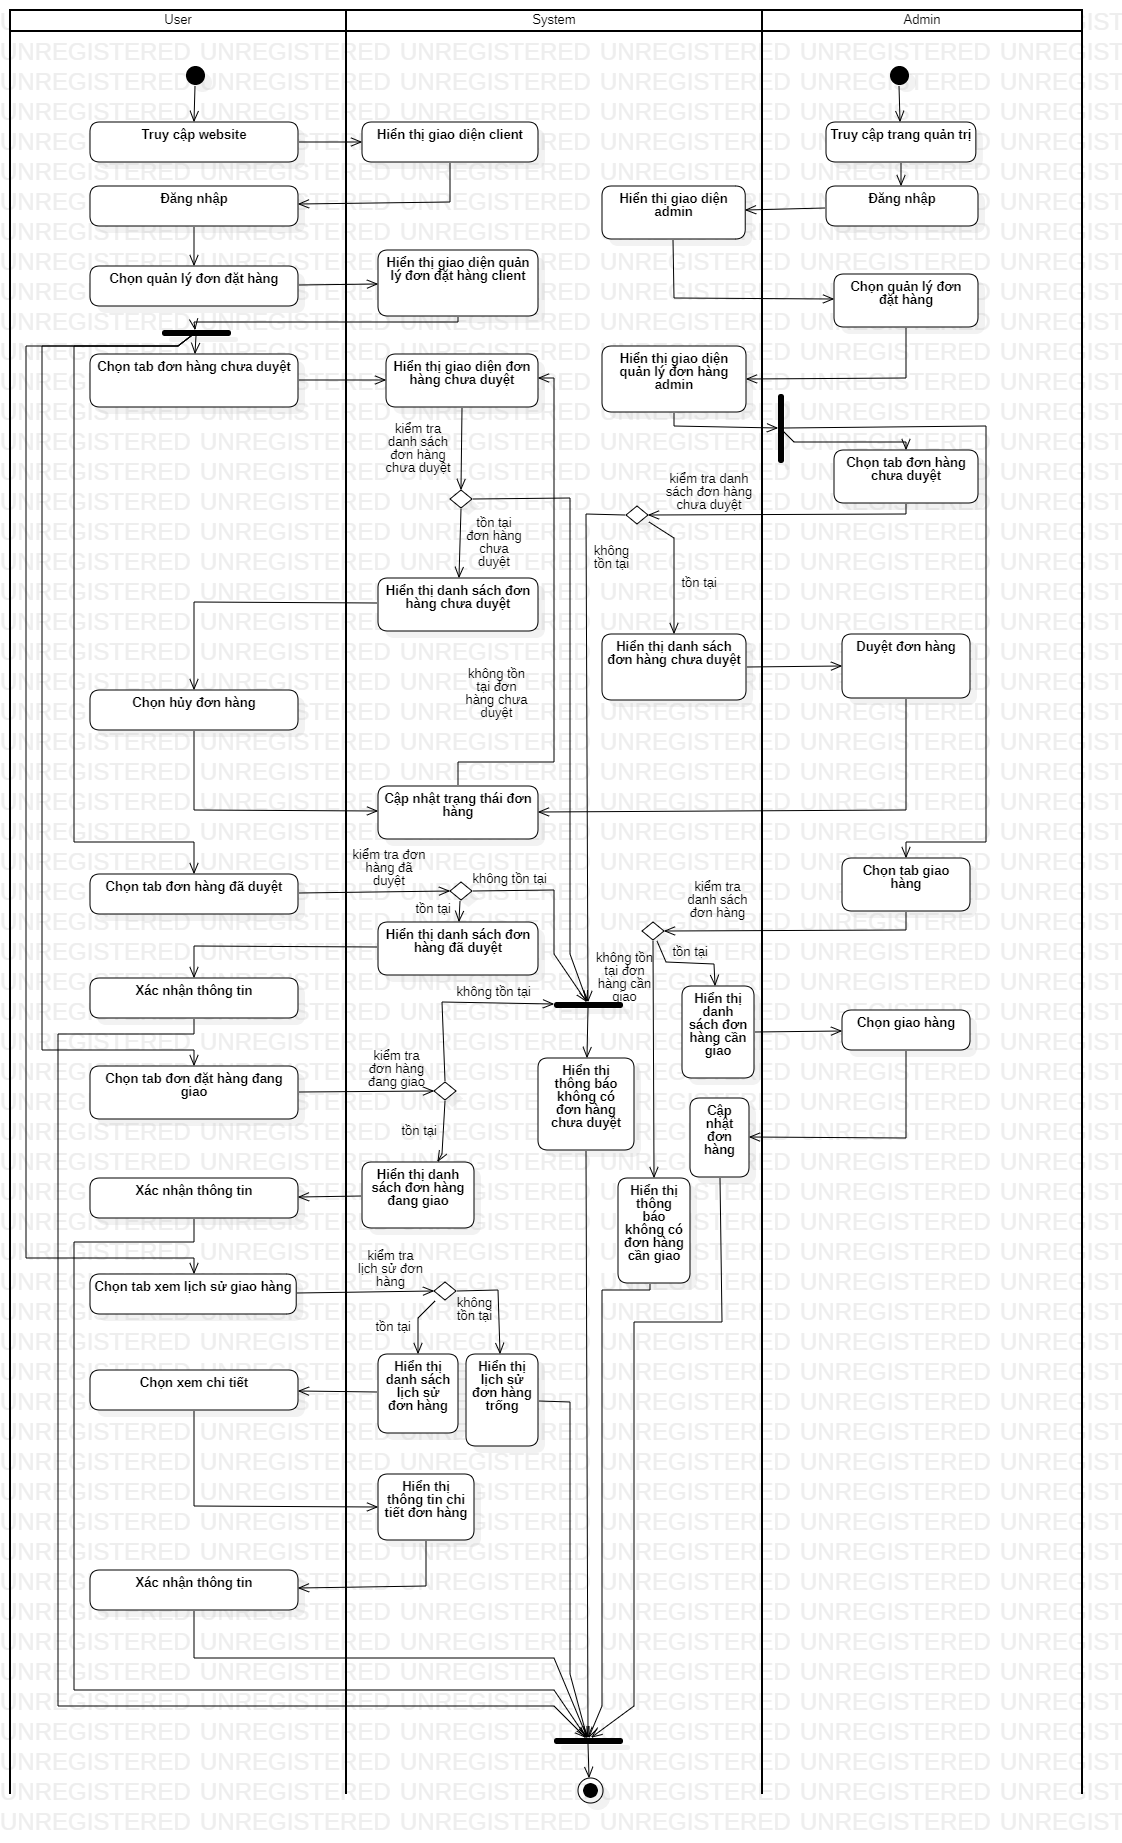 User
System
Admin
Truy cập website
Hiển thị giao diện client
Truy cập trang quản trị
Đăng nhập
Hiển thị giao diện
admin
Đăng nhập
Chọn quản lý đơn đặt hàng
Hiển thị giao diện quản
lý đơn đặt hàng client
Chọn quản lý đơn
đặt hàng
Chọn tab đơn hàng chưa duyệt
Hiển thị giao diện đơn
hàng chưa duyệt
Hiển thị giao diện
quản lý đơn hàng
admin
kiểm tra
danh sách
đơn hàng
chưa duyệt
Chọn tab đơn hàng
chưa duyệt
kiểm tra danh
sách đơn hàng
chưa duyệt
tồn tại
đơn hàng
chưa
duyệt
không
tồn tại
tồn tại
Hiển thị danh sách đơn
hàng chưa duyệt
Hiển thị danh sách
đơn hàng chưa duyệt
Duyệt đơn hàng
không tồn
tại đơn
hàng chưa
duyệt
Chọn hủy đơn hàng
Cập nhật trạng thái đơn
hàng
kiểm tra đơn
hàng đã
duyệt
Chọn tab đơn hàng đã duyệt
không tồn tại
tồn tại
Chọn tab giao
hàng
kiểm tra
danh sách
đơn hàng
Hiển thị danh sách đơn
hàng đã duyệt
không tồn
tại đơn
hàng cần
giao
tồn tại
Xác nhận thông tin
không tồn tại
Hiển thị
danh
sách đơn
hàng cần
giao
Chọn giao hàng
kiểm tra
đơn hàng
đang giao
Chọn tab đơn đặt hàng đang
giao
Hiển thị
thông báo
không có
đơn hàng
chưa duyệt
Cập
nhật
đơn
hàng
tồn tại
Xác nhận thông tin
Hiển thị danh
sách đơn hàng
đang giao
Hiển thị
thông
báo
không có
đơn hàng
cần giao
kiểm tra
lịch sử đơn
hàng
Chọn tab xem lịch sử giao hàng
không
tồn tại
tồn tại
Chọn xem chi tiết
Hiển thị
danh sách
lịch sử
đơn hàng
Hiển thị
lịch sử
đơn hàng
trống
Hiển thị
thông tin chi
tiết đơn hàng
Xác nhận thông tin